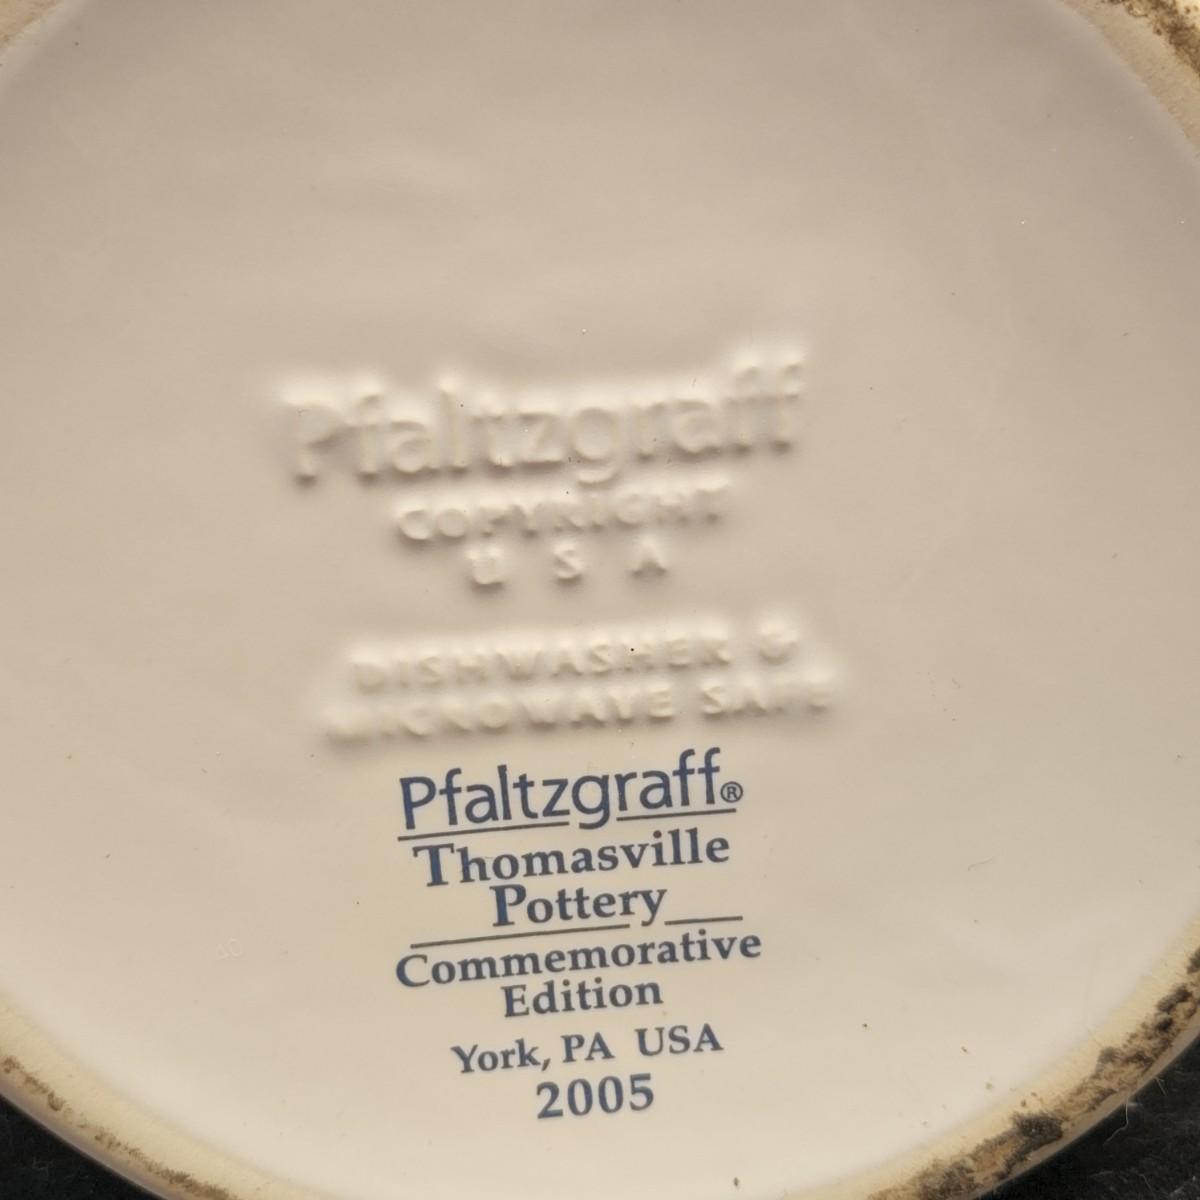 Pfaltzgraff
COPYRIGHT
U S A
DISHWASHER &
MICROWAVE SAFE
Pfaltzgraff®
Thomasville
Pottery
Commemorative
Edition
York, PA USA
2005